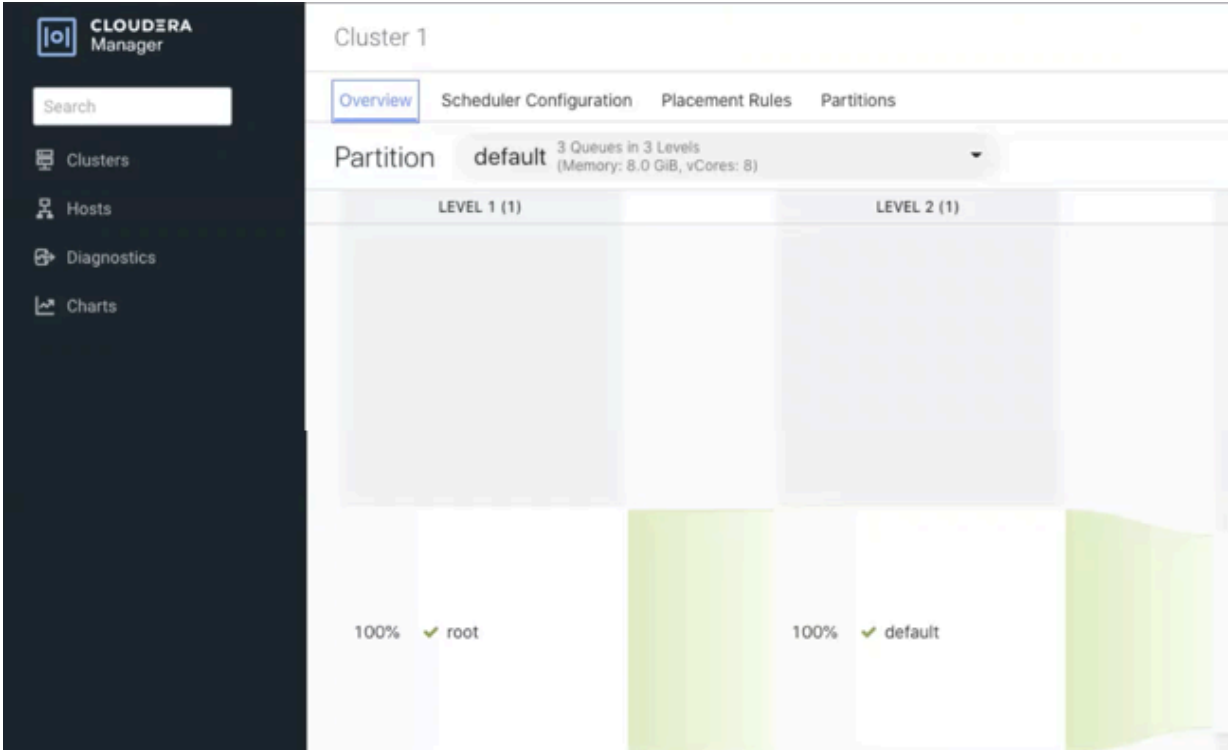 CLOUDERA
Manager
Search
Clusters
Hosts
Diagnostics
Charts
Cluster 1
Overview Scheduler Configuration Placement Rules Partitions
Partition default 3 Queues in 3 Levels
(Memory: 8.0 GiB, vCores: 8)
LEVEL 1 (1) LEVEL 2 (1)
100% root 100% default